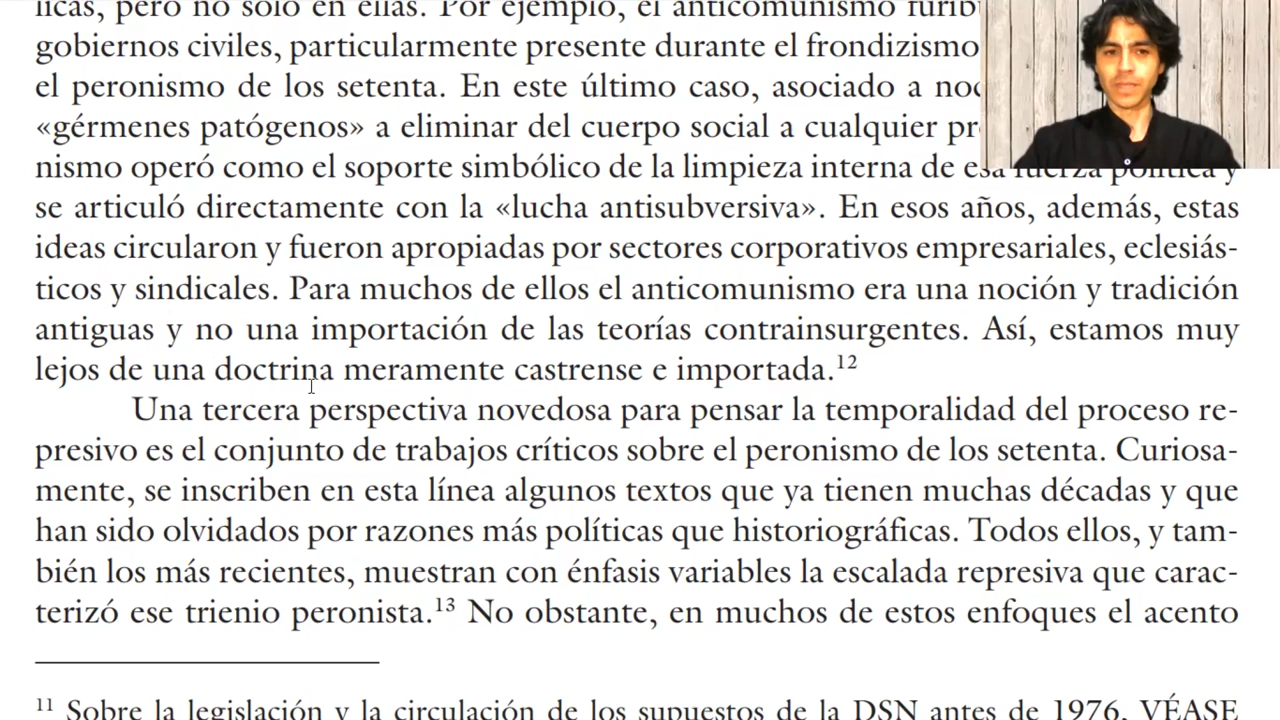 licas, pero no sólo en ellas. Por ejemplo, el anticomunismo
gobiernos civiles, particularmente presente durante el frondizismo
el peronismo de los setenta. En este último caso, asociado a
«gérmenes patógenos» a eliminar del cuerpo social a cualquier
nismo operó como el soporte simbólico de la limpieza interna de esa fuerza política y
se articuló directamente con la «lucha antisubversiva». En esos años, además, estas
ideas circularon y fueron apropiadas por sectores corporativos empresariales, eclesiás-
ticos y sindicales. Para muchos de ellos el anticomunismo era una noción y tradición
antiguas y no una importación de las teorías contrainsurgentes. Así, estamos muy
lejos de una doctrina meramente castrense e importada.12
Una tercera perspectiva novedosa para pensar la temporalidad del proceso re-
presivo es el conjunto de trabajos críticos sobre el peronismo de los setenta. Curiosa-
mente, se inscriben en esta línea algunos textos que ya tienen muchas décadas y que
han sido olvidados por razones más políticas que historiográficas. Todos ellos, y tam-
bién los más recientes, muestran con énfasis variables la escalada represiva que carac-
terizó ese trienio peronista.13 No obstante, en muchos de estos enfoques el acento
11 Sobre la legislación y la circulación de los supuestos de la DSN antes de 1976, VÉASE